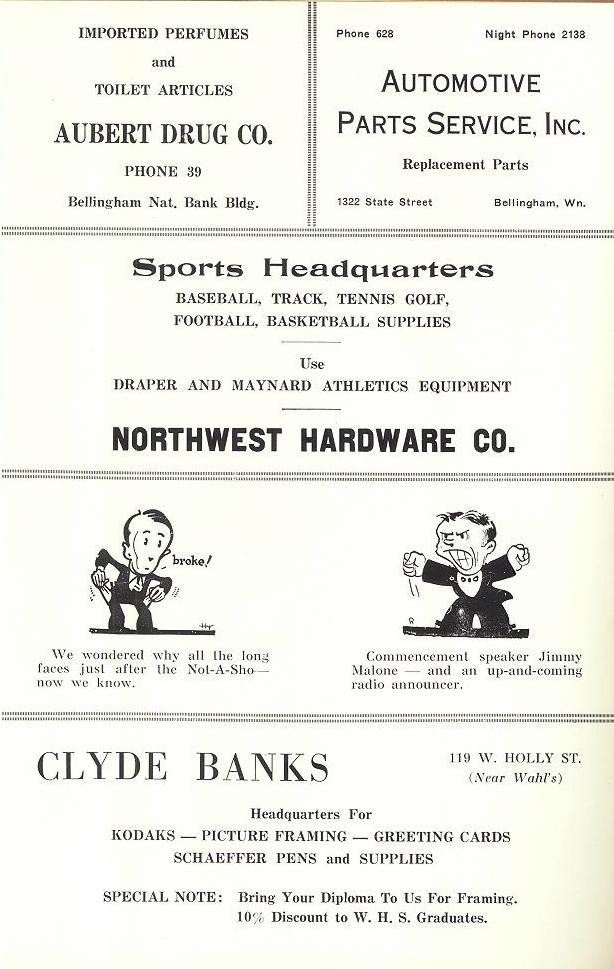 IMPORTED PERFUMES
and
TOILET ARTICLES
AUBERT DRUG CO.
PHONE 39
Bellingham Nat. Bank Bldg.
Phone 628 Night Phone 2138
AUTOMOTIVE
PARTS SERVICE, INC.
Replacement Parts
1322 State Street Bellingham, Wn.
Sports Headquarters
BASEBALL, TRACK, TENNIS GOLF,
FOOTBALL, BASKETBALL SUPPLIES
Use
DRAPER AND MAYNARD ATHLETICS EQUIPMENT
NORTHWEST HARDWARE CO.
broke!
We wondered why all the long
faces just after the Not-A-Sho—
now we know.
R
Commencement speaker Jimmy
Malone — and an up-and-coming
radio announcer.
CLYDE BANKS
119 W. HOLLY ST.
(Near Wahl's)
Headquarters For
KODAKS — PICTURE FRAMING — GREETING CARDS
SCHAEFFER PENS and SUPPLIES
SPECIAL NOTE: Bring Your Diploma To Us For Framing.
10% Discount to W. H. S. Graduates.